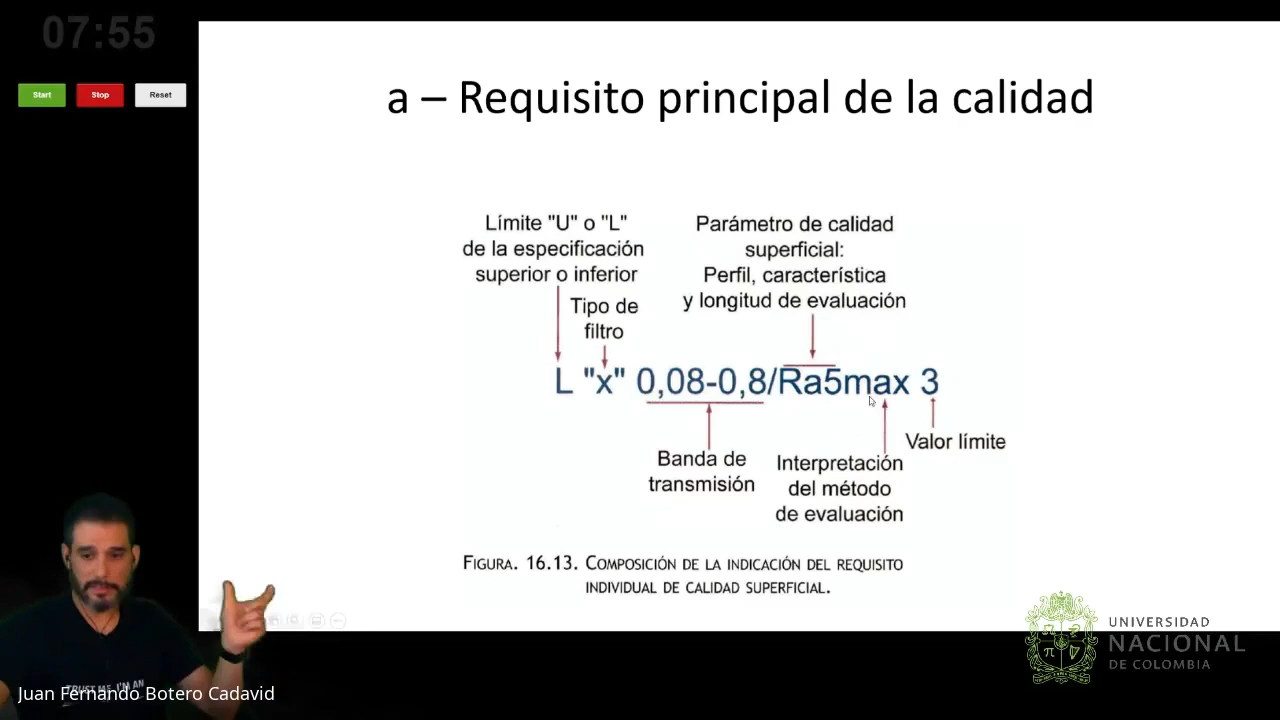 07:55
Start Stop Reset
a – Requisito principal de la calidad
Límite "U" o "L"
de la especificación
superior o inferior
Tipo de
filtro
Parámetro de calidad
superficial:
Perfil, característica
y longitud de evaluación
L "x" 0,08-0,8/Ra5max 3
Banda de
transmisión
Interpretación
del método
de evaluación
Valor límite
FIGURA. 16.13. COMPOSICIÓN DE LA INDICACIÓN DEL REQUISITO
INDIVIDUAL DE CALIDAD SUPERFICIAL.
UNIVERSIDAD
NACIONAL
DE COLOMBIA
TRUST ME, I'M AN
Juan Fernando Botero Cadavid